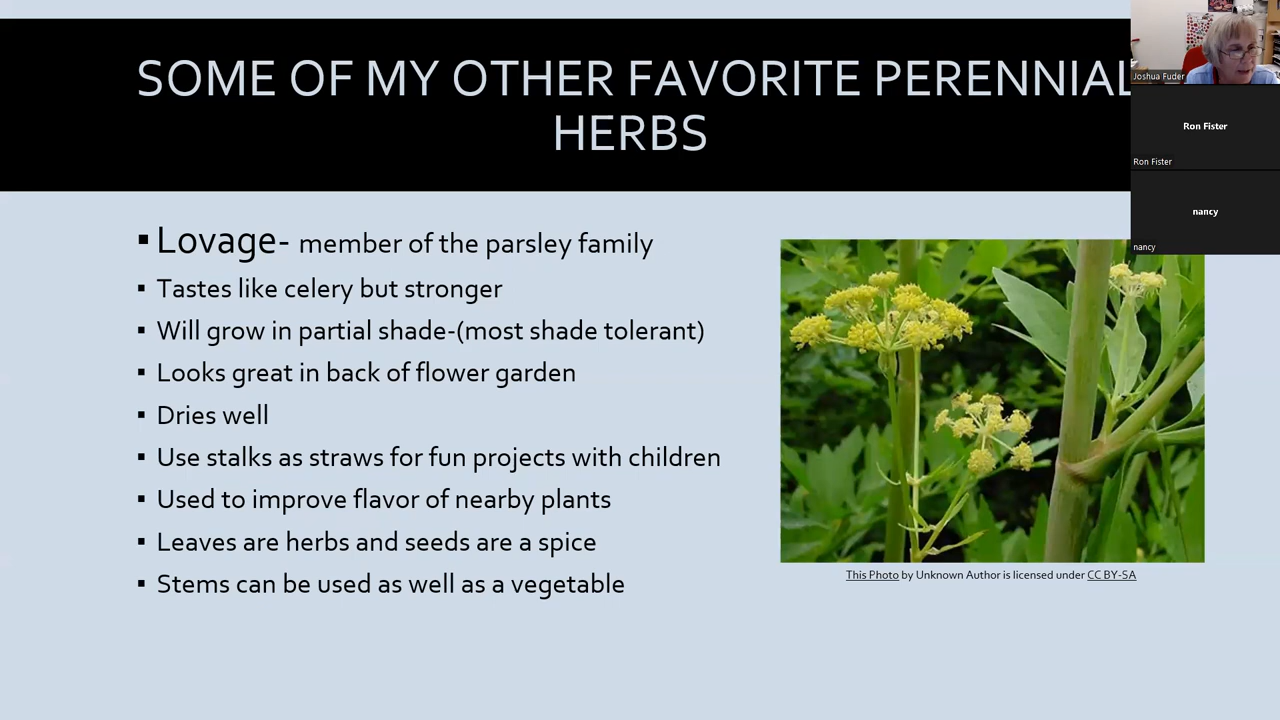 SOME OF MY OTHER FAVORITE PERENNIAL
HERBS
▪ Lovage- member of the parsley family
▪ Tastes like celery but stronger
▪ Will grow in partial shade-(most shade tolerant)
▪ Looks great in back of flower garden
▪ Dries well
▪ Use stalks as straws for fun projects with children
▪ Used to improve flavor of nearby plants
▪ Leaves are herbs and seeds are a spice
▪ Stems can be used as well as a vegetable
This Photo by Unknown Author is licensed under CC BY-SA
Joshua Fuder
Ron Fister
Ron Fister
nancy
nancy